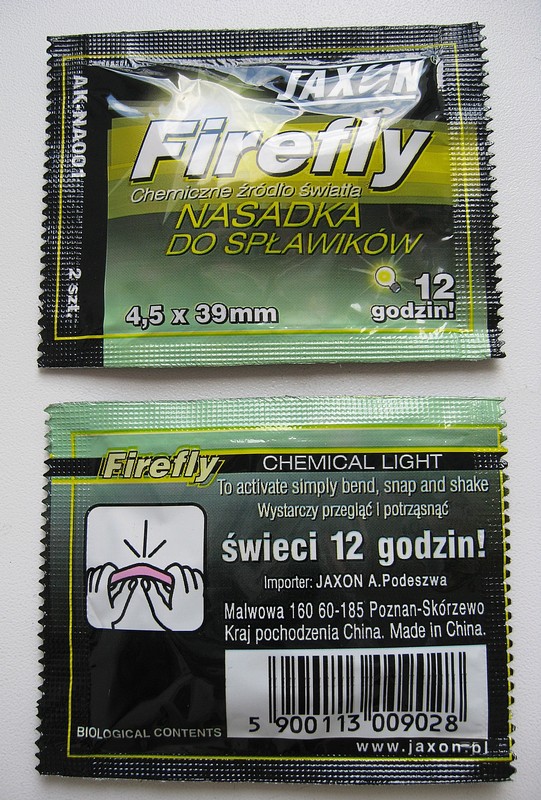 JAXON
AK-NA001
2 szt.
Firefly
Chemiczne źródło światła
NASADKA
DO SPŁAWIKÓW
12
4,5 x 39mm
godzin!
Firefly
CHEMICAL LIGHT
To activate simply bend, snap and shake
Wystarczy przegląć I potrząsnąć
świeci 12 godzin!
Importer: JAXON A.Podeszwa
Malwowa 160 60-185 Poznan-Skórzewo
Kraj pochodzenia China. Made in China.
5 900113 009028
BIOLOGICAL CONTENTS
www.jaxon.pl